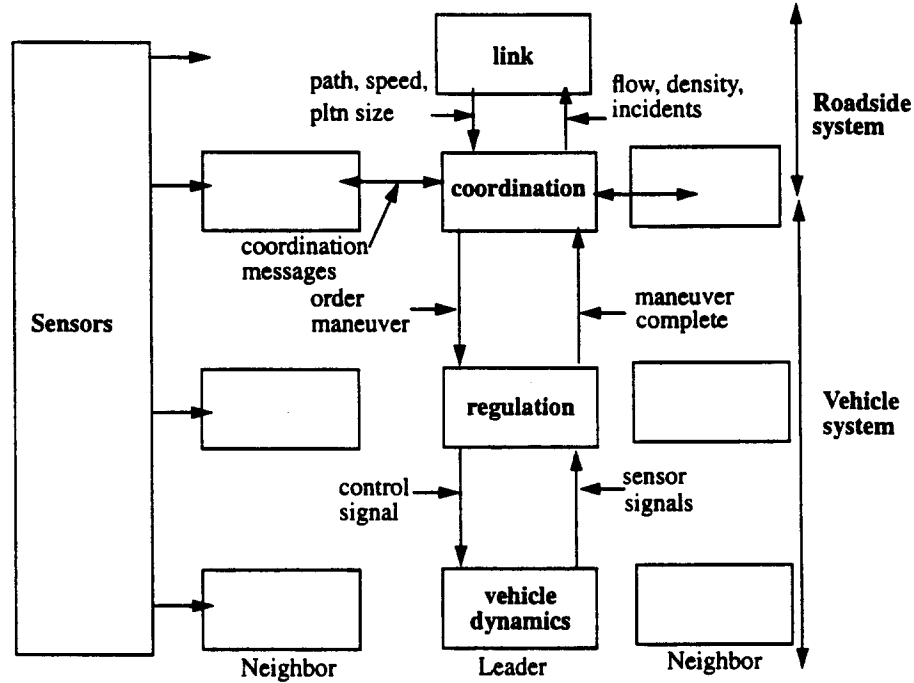 link
path, speed,
pltn size
flow, density,
incidents
Roadside
system
coordination
coordination
messages
order
maneuver
maneuver
complete
Sensors
regulation
Vehicle
system
control
signal
sensor
signals
vehicle
dynamics
Neighbor
Leader
Neighbor